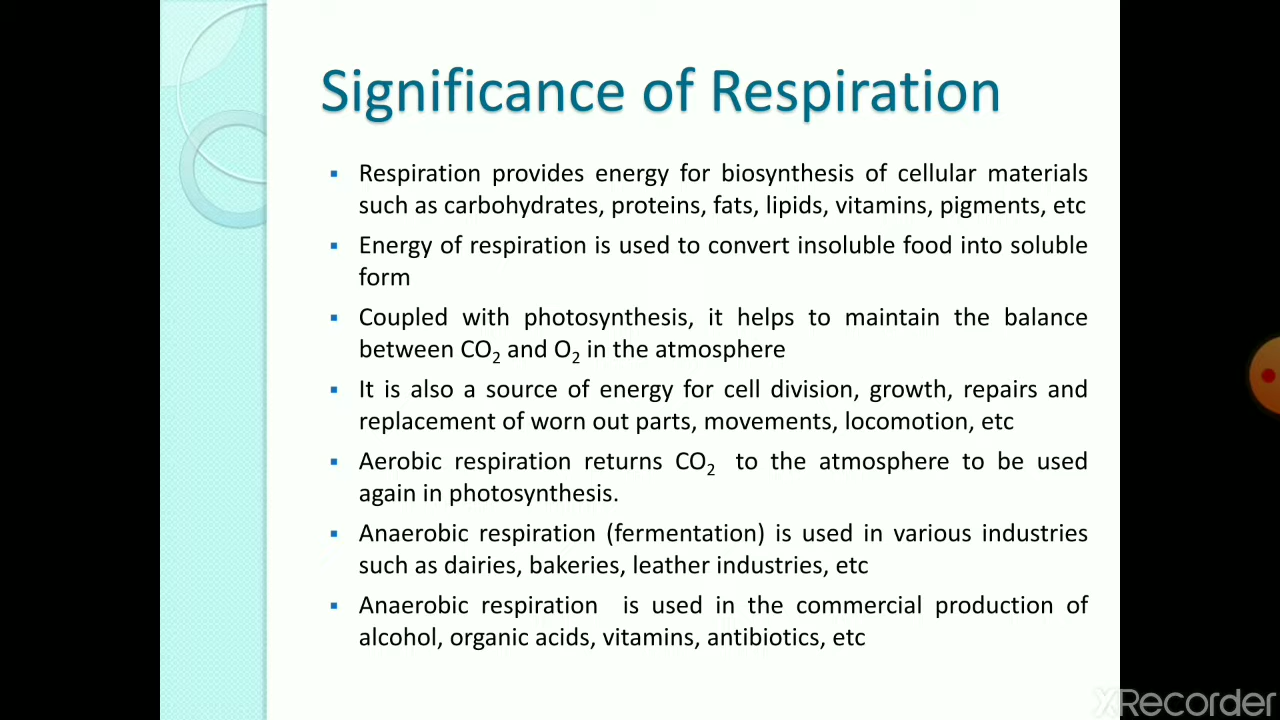 Significance of Respiration
▪ Respiration provides energy for biosynthesis of cellular materials
such as carbohydrates, proteins, fats, lipids, vitamins, pigments, etc
▪ Energy of respiration is used to convert insoluble food into soluble
form
▪ Coupled with photosynthesis, it helps to maintain the balance
between CO₂ and O₂ in the atmosphere
▪ It is also a source of energy for cell division, growth, repairs and
replacement of worn out parts, movements, locomotion, etc
▪ Aerobic respiration returns CO₂ to the atmosphere to be used
again in photosynthesis.
▪ Anaerobic respiration (fermentation) is used in various industries
such as dairies, bakeries, leather industries, etc
▪ Anaerobic respiration is used in the commercial production of
alcohol, organic acids, vitamins, antibiotics, etc
XRecorder